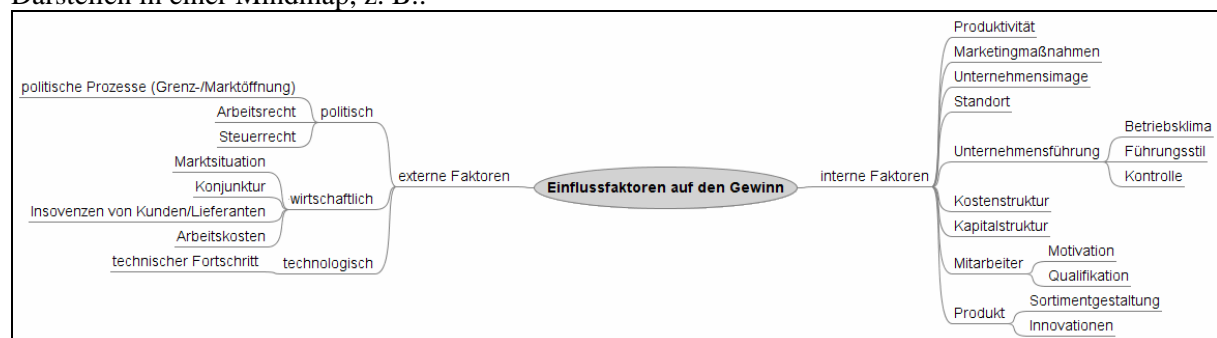 Darstellen in einer Mindmap, z. B.:
Einflussfaktoren auf den Gewinn
externe Faktoren
politisch
politische Prozesse (Grenz-/Marktöffnung)
Arbeitsrecht
Steuerrecht
wirtschaftlich
Marktsituation
Konjunktur
Insovenzen von Kunden/Lieferanten
Arbeitskosten
technologisch
technischer Fortschritt
interne Faktoren
Produktivität
Marketingmaßnahmen
Unternehmensimage
Standort
Unternehmensführung
Betriebsklima
Führungsstil
Kontrolle
Kostenstruktur
Kapitalstruktur
Mitarbeiter
Motivation
Qualifikation
Produkt
Sortimentgestaltung
Innovationen